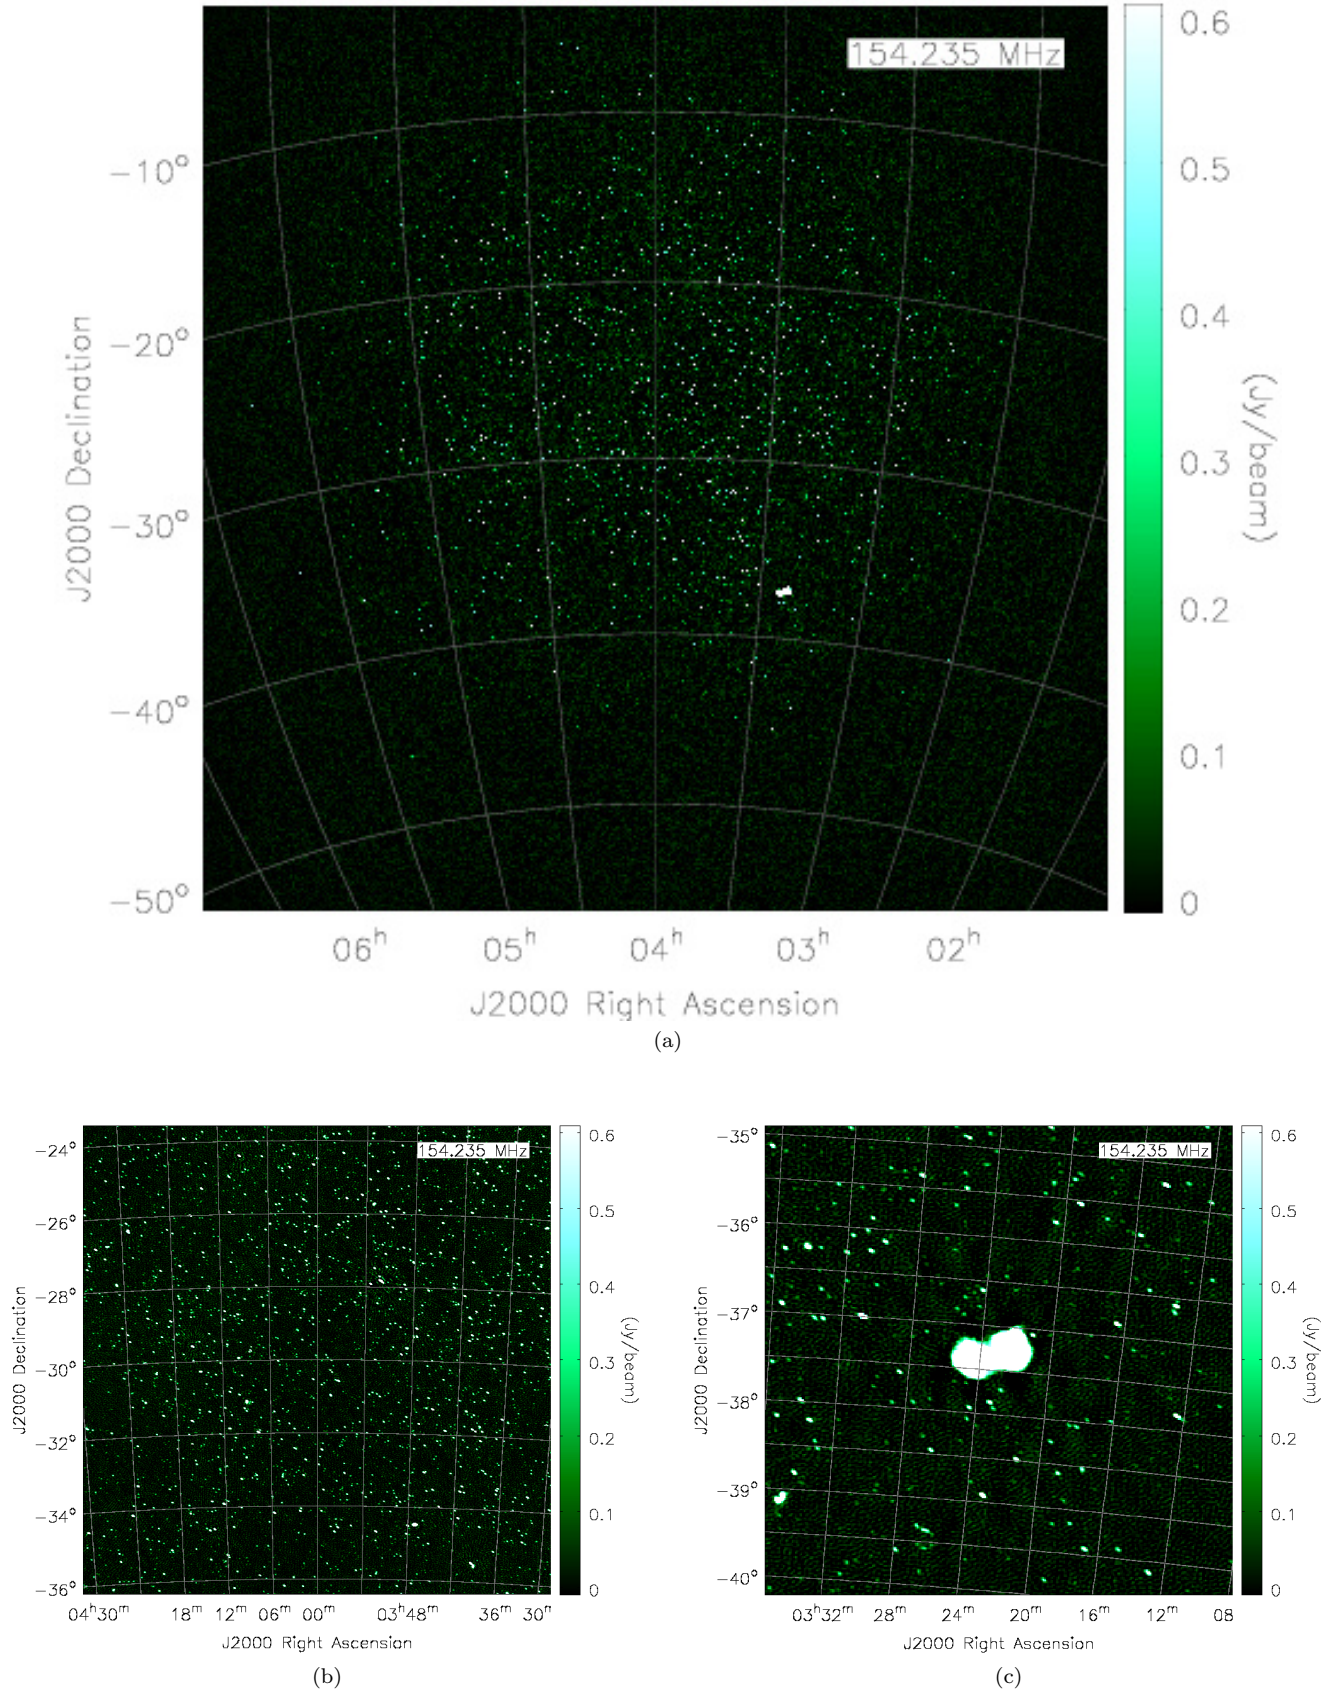 154.235 MHz
0.6
0.5
0.4
0.3
0.2
0.1
0
(Jy/beam)
−10°
−20°
−30°
−40°
−50°
J2000 Declination
06ʰ 05ʰ 04ʰ 03ʰ 02ʰ
J2000 Right Ascension
(a)
154.235 MHz
−24°
−26°
−28°
−30°
−32°
−34°
−36°
J2000 Declination
0.6
0.5
0.4
0.3
0.2
0.1
0
(Jy/beam)
04ʰ30ᵐ 18ᵐ 12ᵐ 06ᵐ 00ᵐ 03ʰ48ᵐ 36ᵐ 30ᵐ
J2000 Right Ascension
(b)
154.235 MHz
−35°
−36°
−37°
−38°
−39°
−40°
J2000 Declination
0.6
0.5
0.4
0.3
0.2
0.1
0
(Jy/beam)
03ʰ32ᵐ 28ᵐ 24ᵐ 20ᵐ 16ᵐ 12ᵐ 08
J2000 Right Ascension
(c)